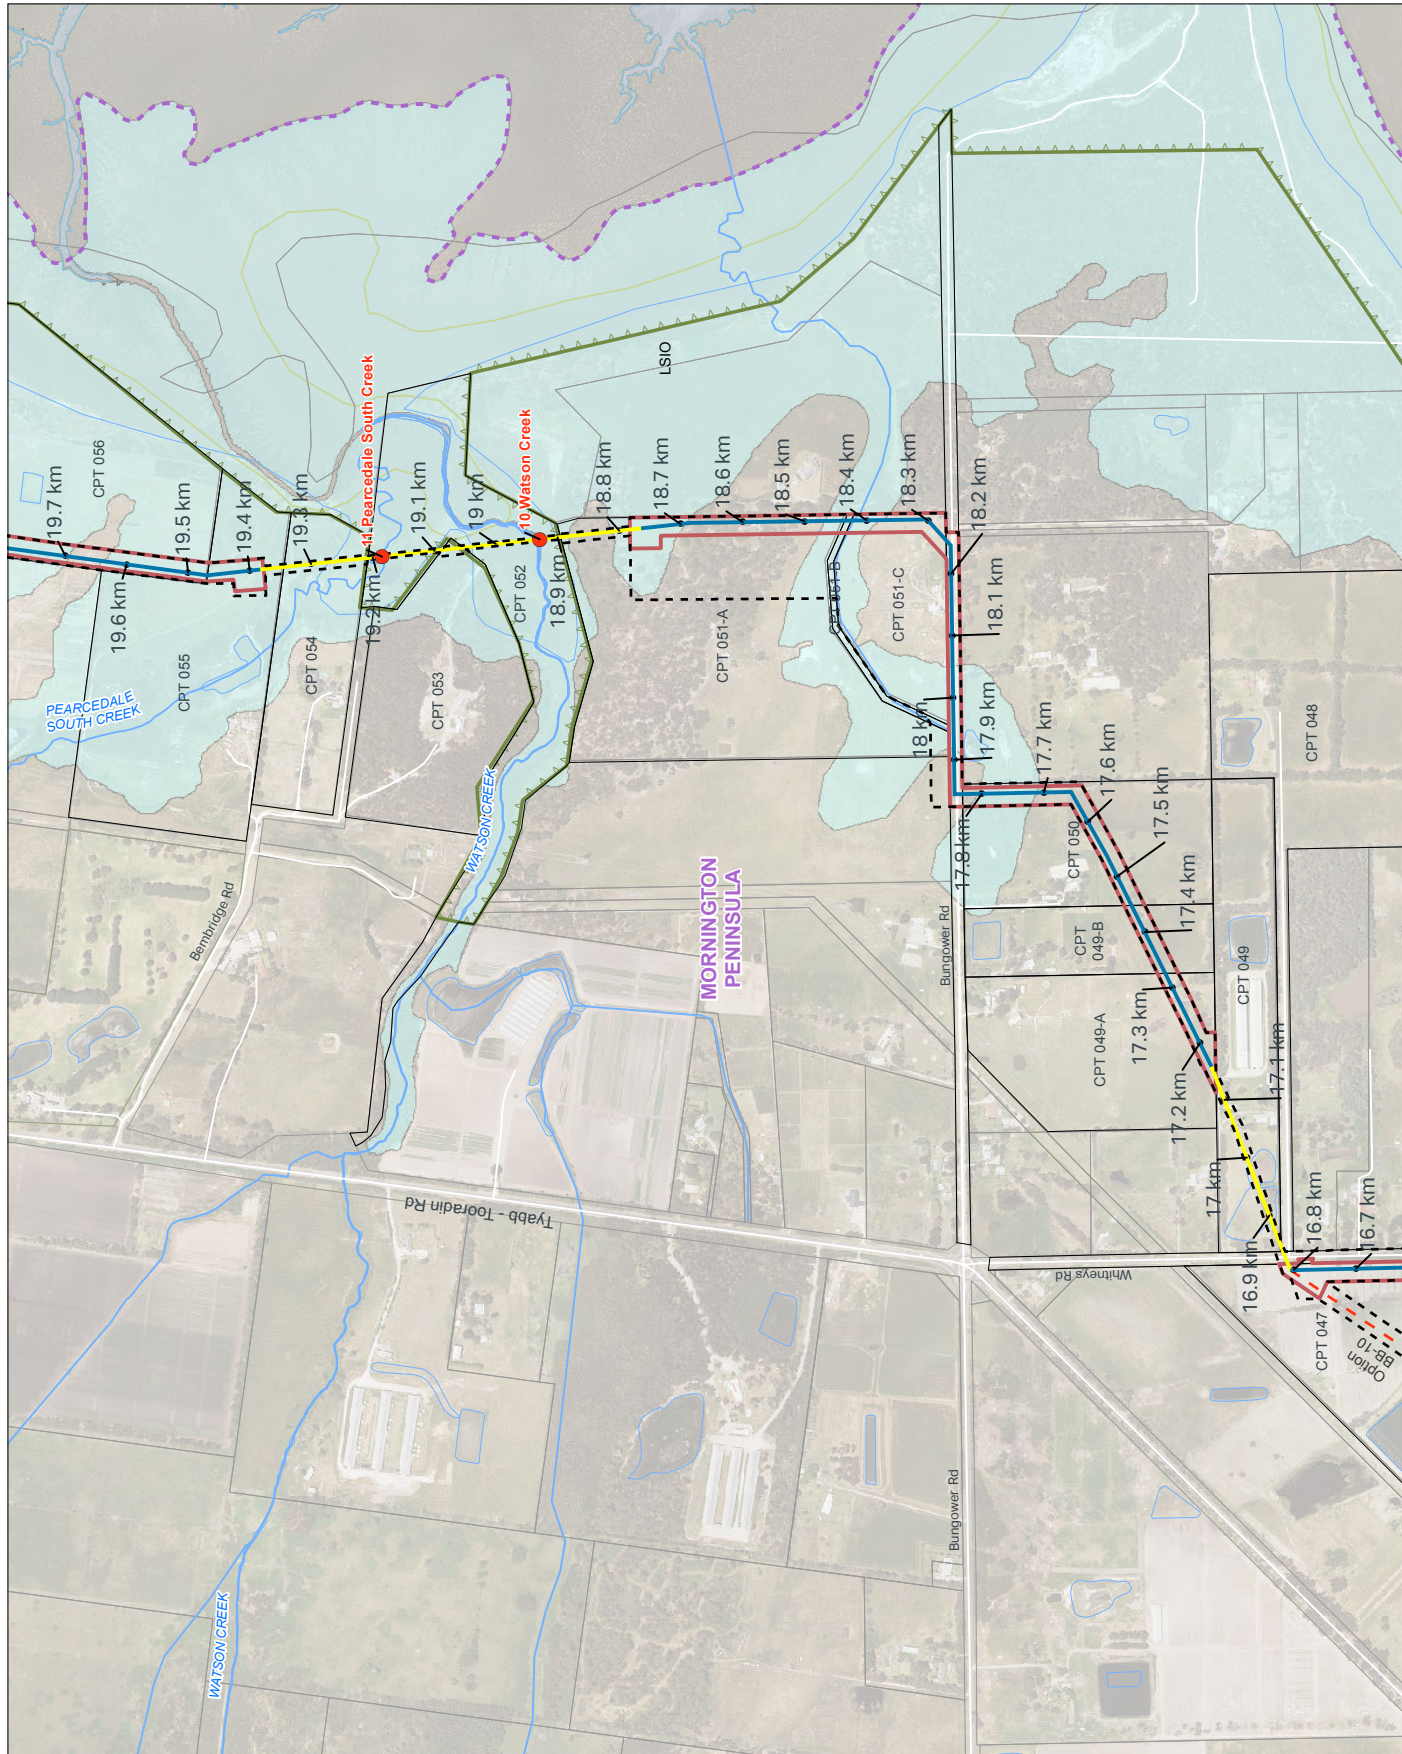 CPT 056
19.7 km
19.6 km
19.5 km
19.4 km
19.3 km
11 Pearcedale South Creek
19.2 km
19.1 km
19 km
10 Watson Creek
18.9 km
18.8 km
18.7 km
18.6 km
18.5 km
18.4 km
18.3 km
18.2 km
18.1 km
18 km
17.9 km
17.8 km
17.7 km
17.6 km
17.5 km
17.4 km
17.3 km
17.2 km
17.1 km
17 km
16.9 km
16.8 km
16.7 km
LSIO
PEARCEDALE
SOUTH CREEK
CPT 055
CPT 054
CPT 053
CPT 052
CPT 051-A
CPT 051-B
CPT 051-C
CPT 050
CPT
049-B
CPT 049-A
CPT 049
CPT 048
CPT 047
Option
BB-10
WATSON CREEK
MORNINGTON
PENINSULA
Bembridge Rd
Bungower Rd
Tyabb - Tooradin Rd
Whitneys Rd
Bungower Rd
WATSON CREEK